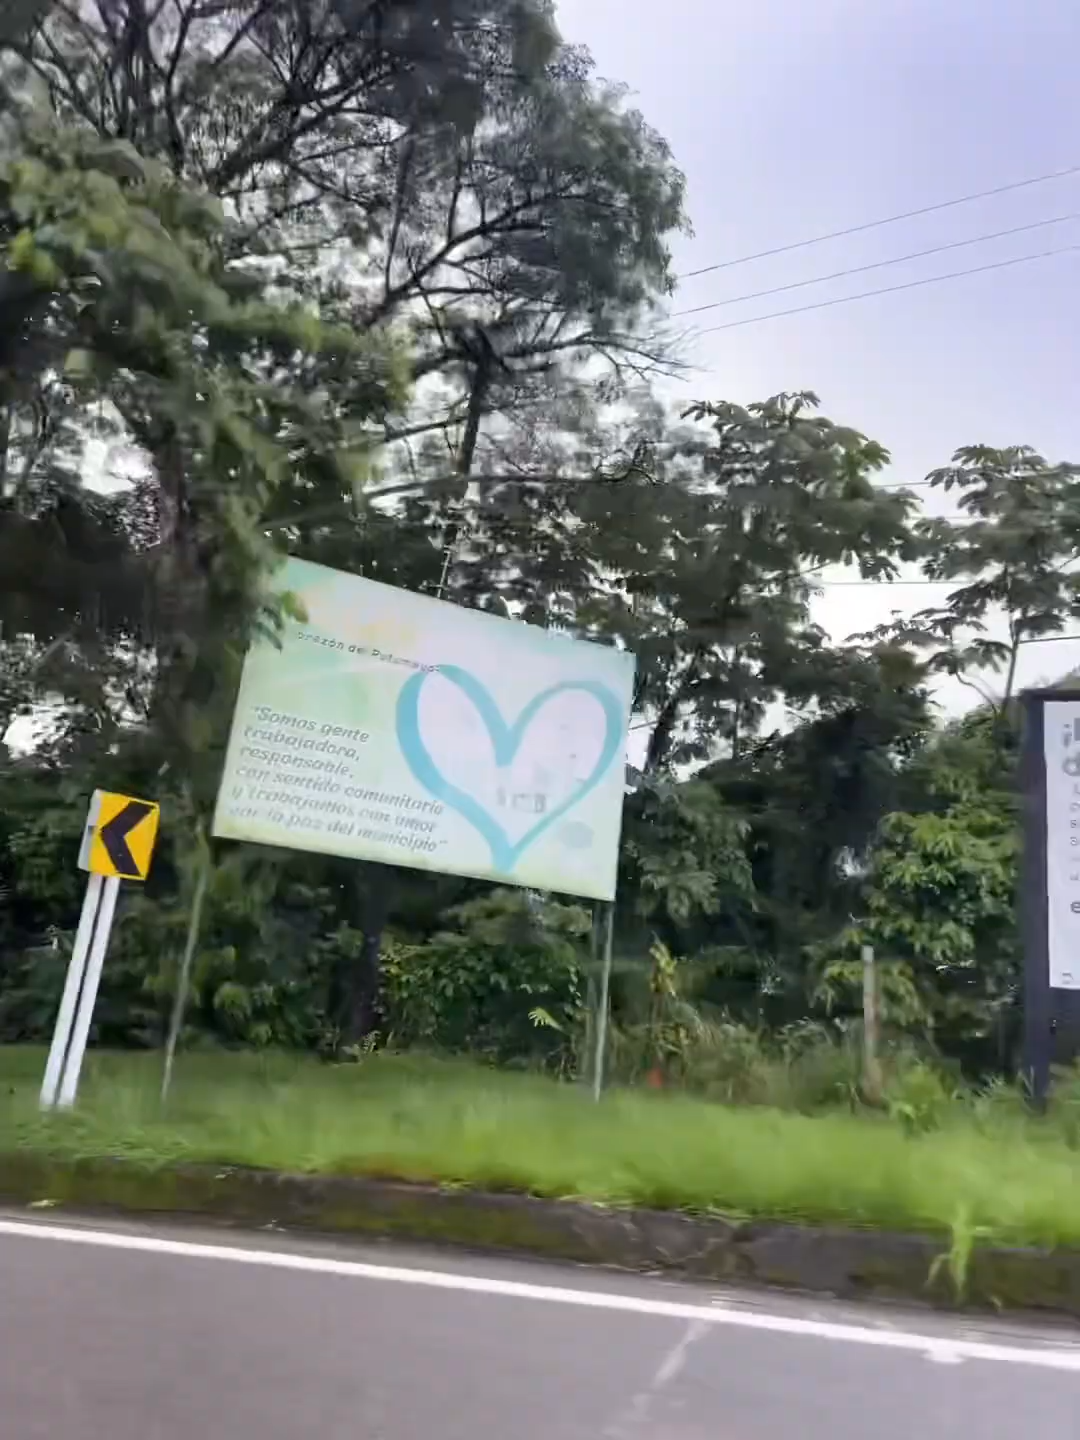 corazón del Putumayo
"Somos gente
trabajadora,
responsable,
con sentido comunitario
y trabajamos con amor
por la paz del municipio"